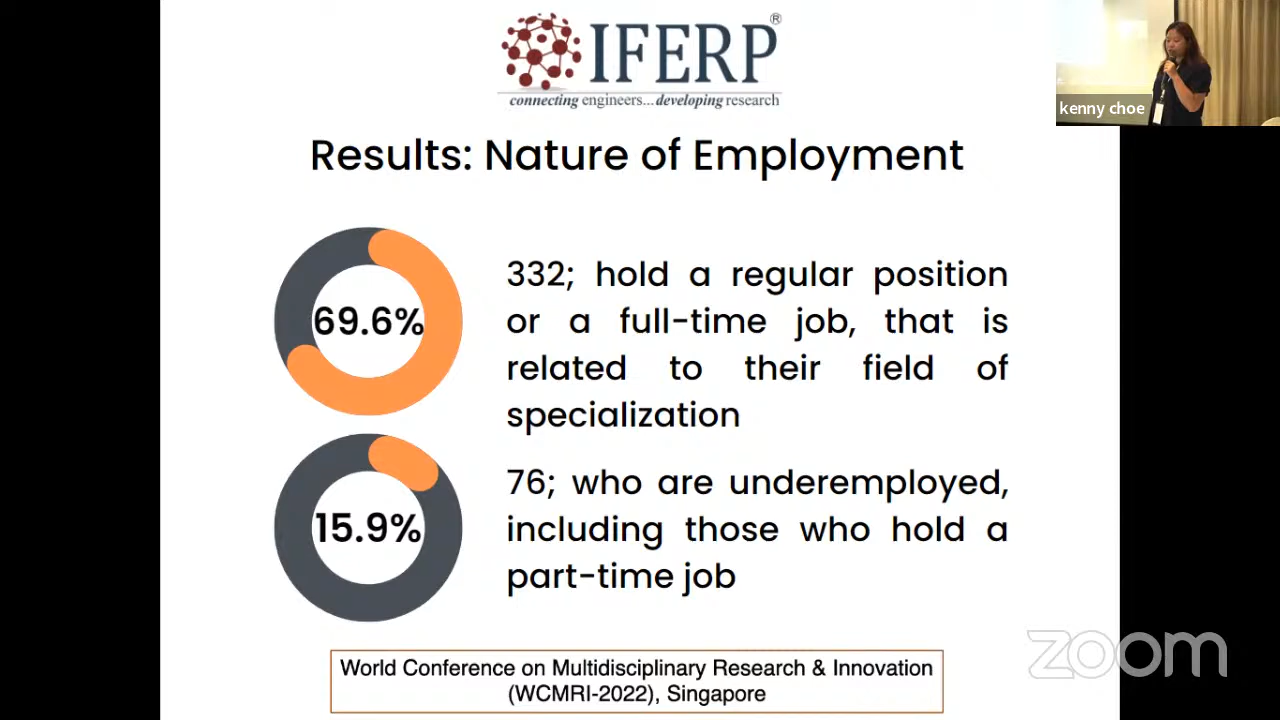 IFERP®
connecting engineers...developing research
kenny choe
Results: Nature of Employment
69.6%
332; hold a regular position
or a full-time job, that is
related to their field of
specialization
15.9%
76; who are underemployed,
including those who hold a
part-time job
World Conference on Multidisciplinary Research & Innovation
(WCMRI-2022), Singapore
zoom